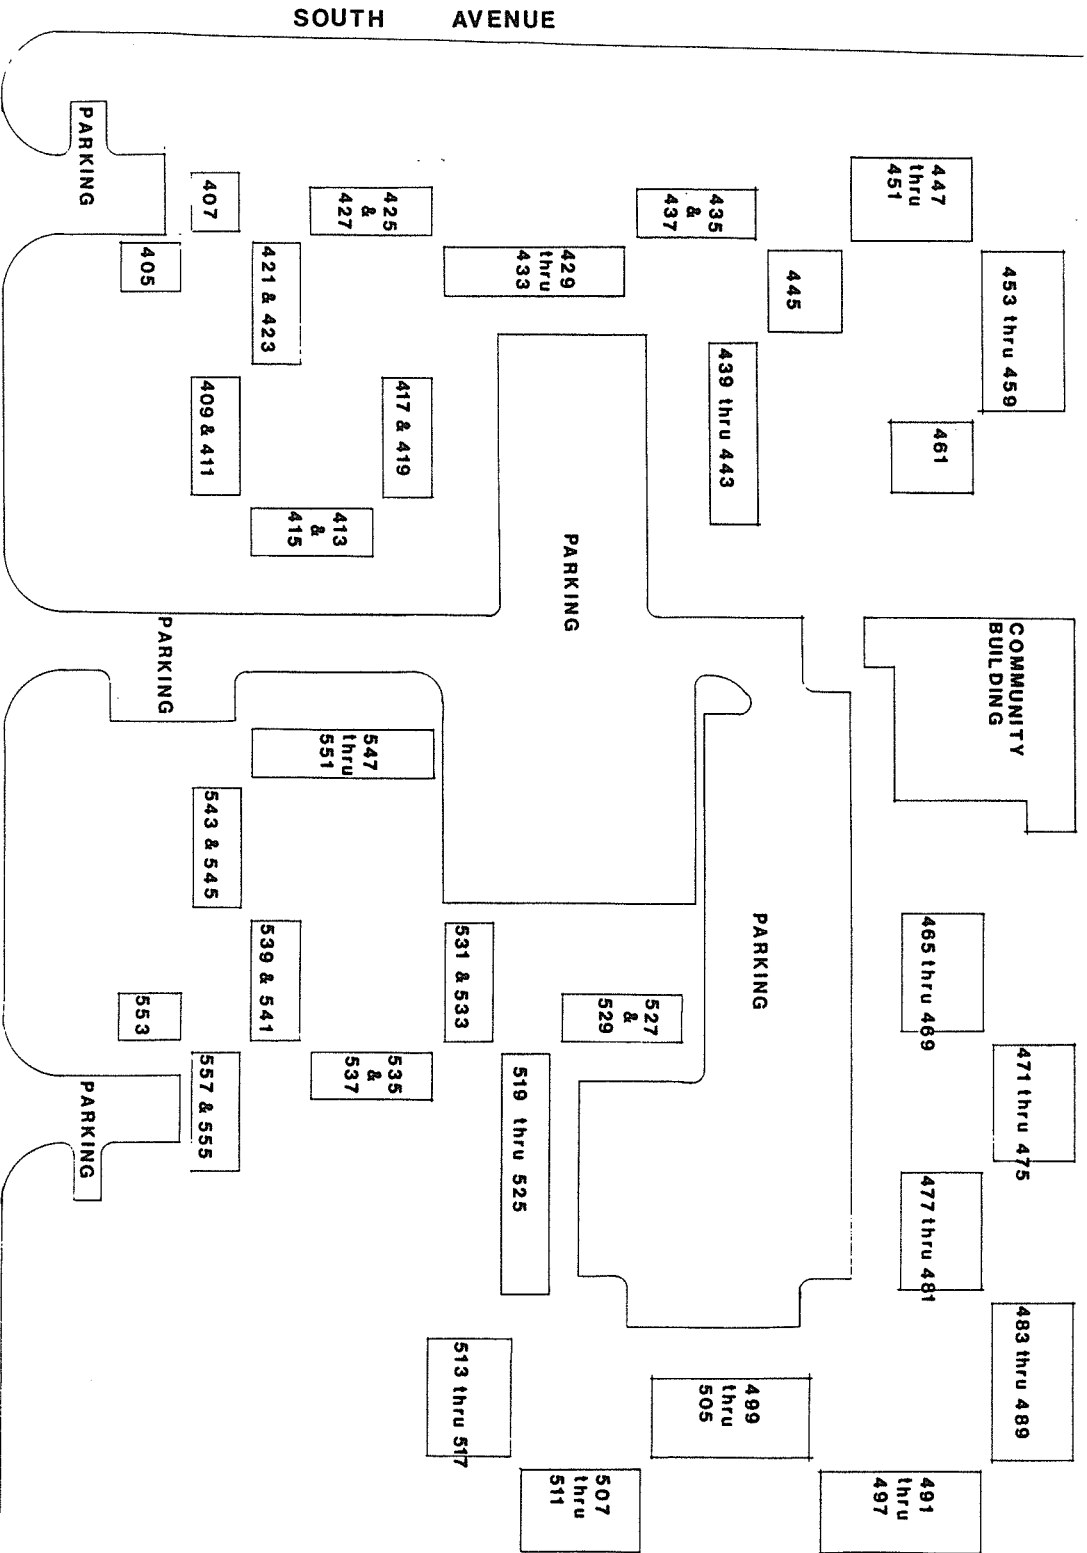 SOUTH AVENUE
PARKING
407
405
425
&
427
421 & 423
429
thru
433
435
&
437
447
thru
451
445
453 thru 459
439 thru 443
461
409 & 411
417 & 419
413
&
415
PARKING
PARKING
COMMUNITY
BUILDING
547
thru
551
543 & 545
539 & 541
531 & 533
527
&
529
PARKING
465 thru 469
471 thru 475
477 thru 481
483 thru 489
553
557 & 555
535
&
537
519 thru 525
PARKING
513 thru 517
499
thru
505
507
thru
511
491
thru
497